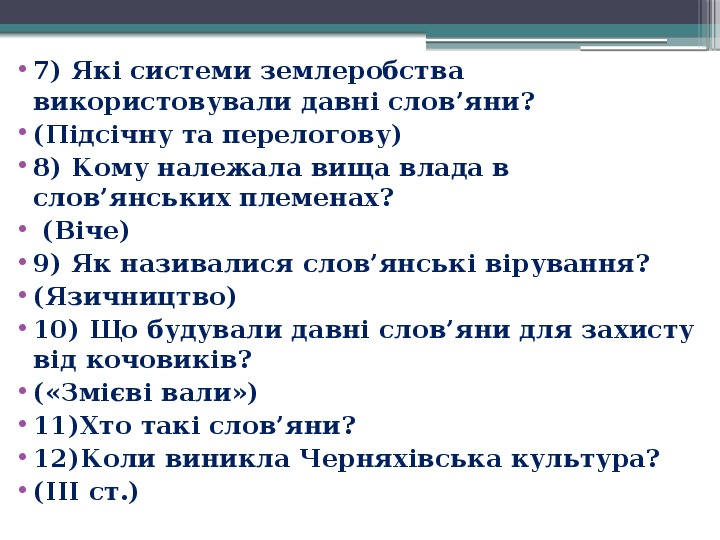 • 7) Які системи землеробства
використовували давні слов’яни?
• (Підсічну та перелогову)
• 8) Кому належала вища влада в
слов’янських племенах?
• (Віче)
• 9) Як називалися слов’янські вірування?
• (Язичництво)
• 10) Що будували давні слов’яни для захисту
від кочовиків?
• («Змієві вали»)
• 11)Хто такі слов’яни?
• 12)Коли виникла Черняхівська культура?
• (III ст.)